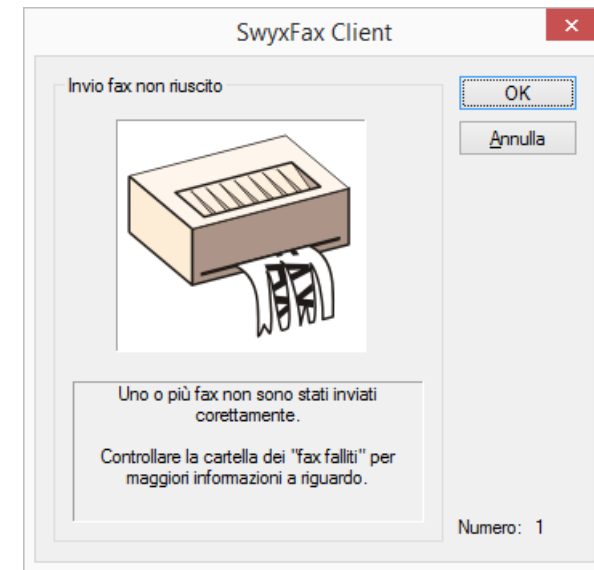 SwyxFax Client
Invio fax non riuscito
OK
Annulla
FAX
Uno o più fax non sono stati inviati
corettamente.
Controllare la cartella dei "fax falliti" per
maggiori informazioni a riguardo.
Numero: 1